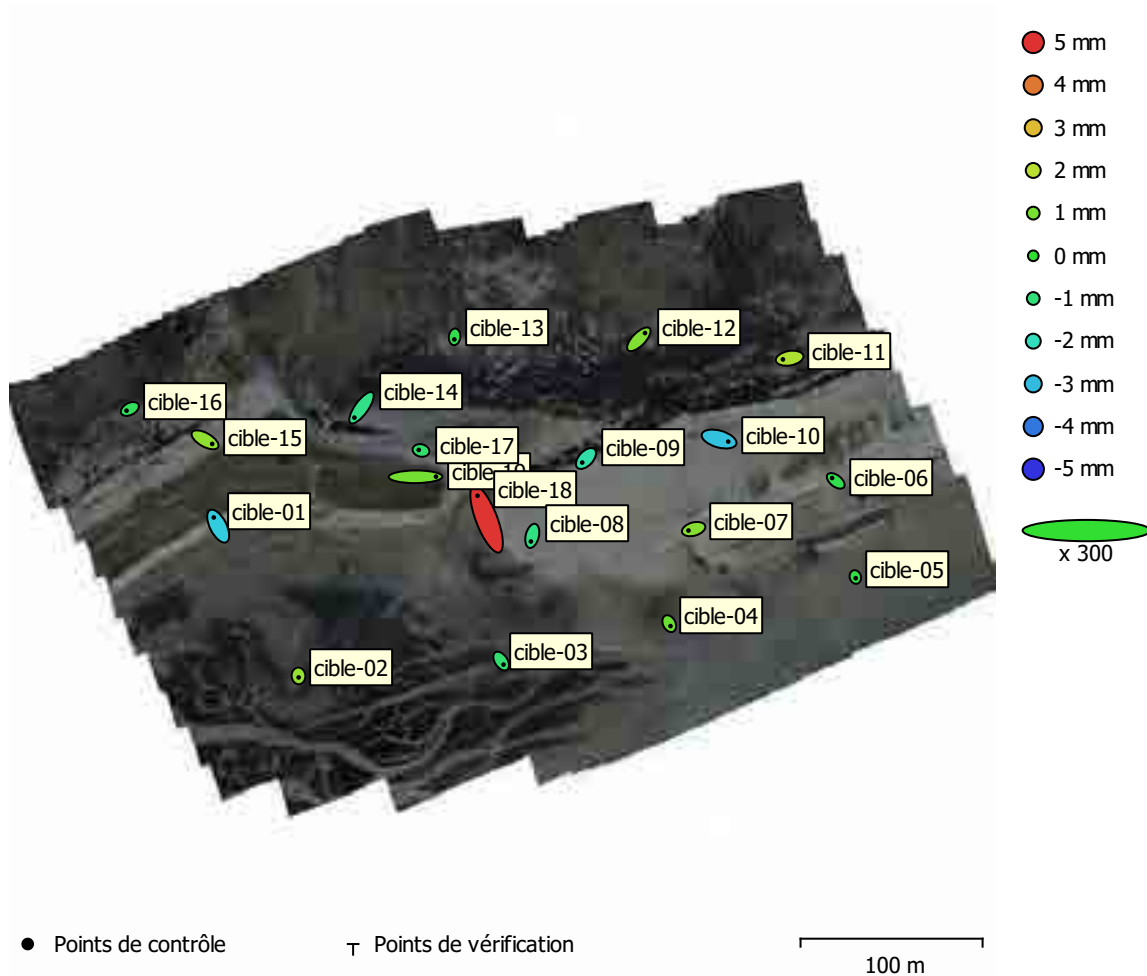 5 mm
4 mm
3 mm
2 mm
1 mm
0 mm
-1 mm
-2 mm
-3 mm
-4 mm
-5 mm
x 300
cible-13
cible-12
cible-11
cible-14
cible-16
cible-15
cible-17
cible-09
cible-10
cible-18
cible-06
cible-01
cible-08
cible-07
cible-05
cible-04
cible-03
cible-02
Points de contrôle
Points de vérification
100 m